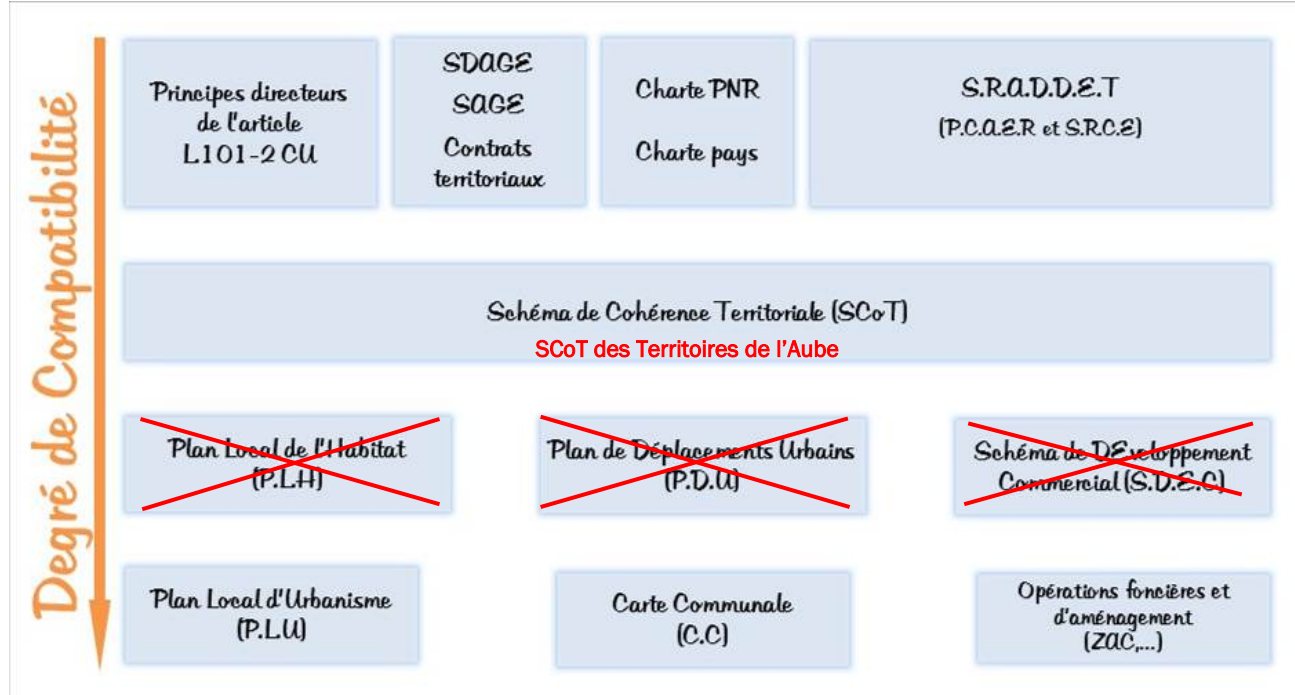 Degré de Compatibilité
Principes directeurs
de l'article
L101-2 CU
SDAGE
SAGE
Contrats
territoriaux
Charte PNR
Charte pays
S.R.A.D.D.E.T
(P.C.A.E.R et S.R.C.E)
Schéma de Cohérence Territoriale (SCoT)
SCoT des Territoires de l'Aube
Plan Local de l'Habitat
(P.L.H)
Plan de Déplacements Urbains
(P.D.U)
Schéma de DÉveloppement
Commercial (S.D.E.C)
Plan Local d'Urbanisme
(P.L.U)
Carte Communale
(C.C)
Opérations foncières et
d'aménagement
(ZAC,...)